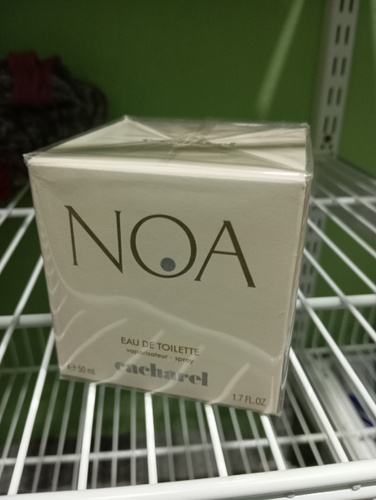 NOA
EAU DE TOILETTE
vaporisateur - spray
cacharel
℮ 50 ml
1.7 FL.OZ